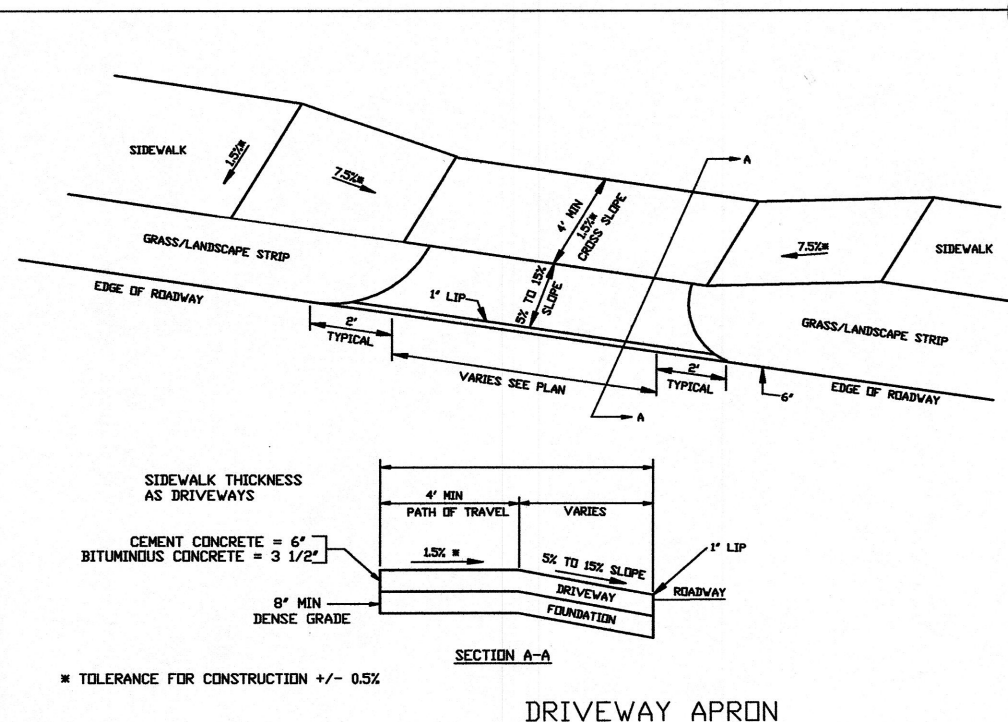 SIDEWALK
1.5%*
7.5%*
GRASS/LANDSCAPE STRIP
EDGE OF ROADWAY
A
4' MIN
1.5%*
CROSS SLOPE
5% TO 15%
SLOPE
1" LIP
7.5%*
SIDEWALK
GRASS/LANDSCAPE STRIP
2'
TYPICAL
VARIES SEE PLAN
2'
TYPICAL
6"
EDGE OF ROADWAY
A
SIDEWALK THICKNESS
AS DRIVEWAYS
CEMENT CONCRETE = 6"
BITUMINOUS CONCRETE = 3 1/2"
8" MIN
DENSE GRADE
4' MIN
PATH OF TRAVEL
VARIES
1.5% *
5% TO 15% SLOPE
1" LIP
DRIVEWAY
ROADWAY
FOUNDATION
SECTION A-A
* TOLERANCE FOR CONSTRUCTION +/- 0.5%
DRIVEWAY APRON